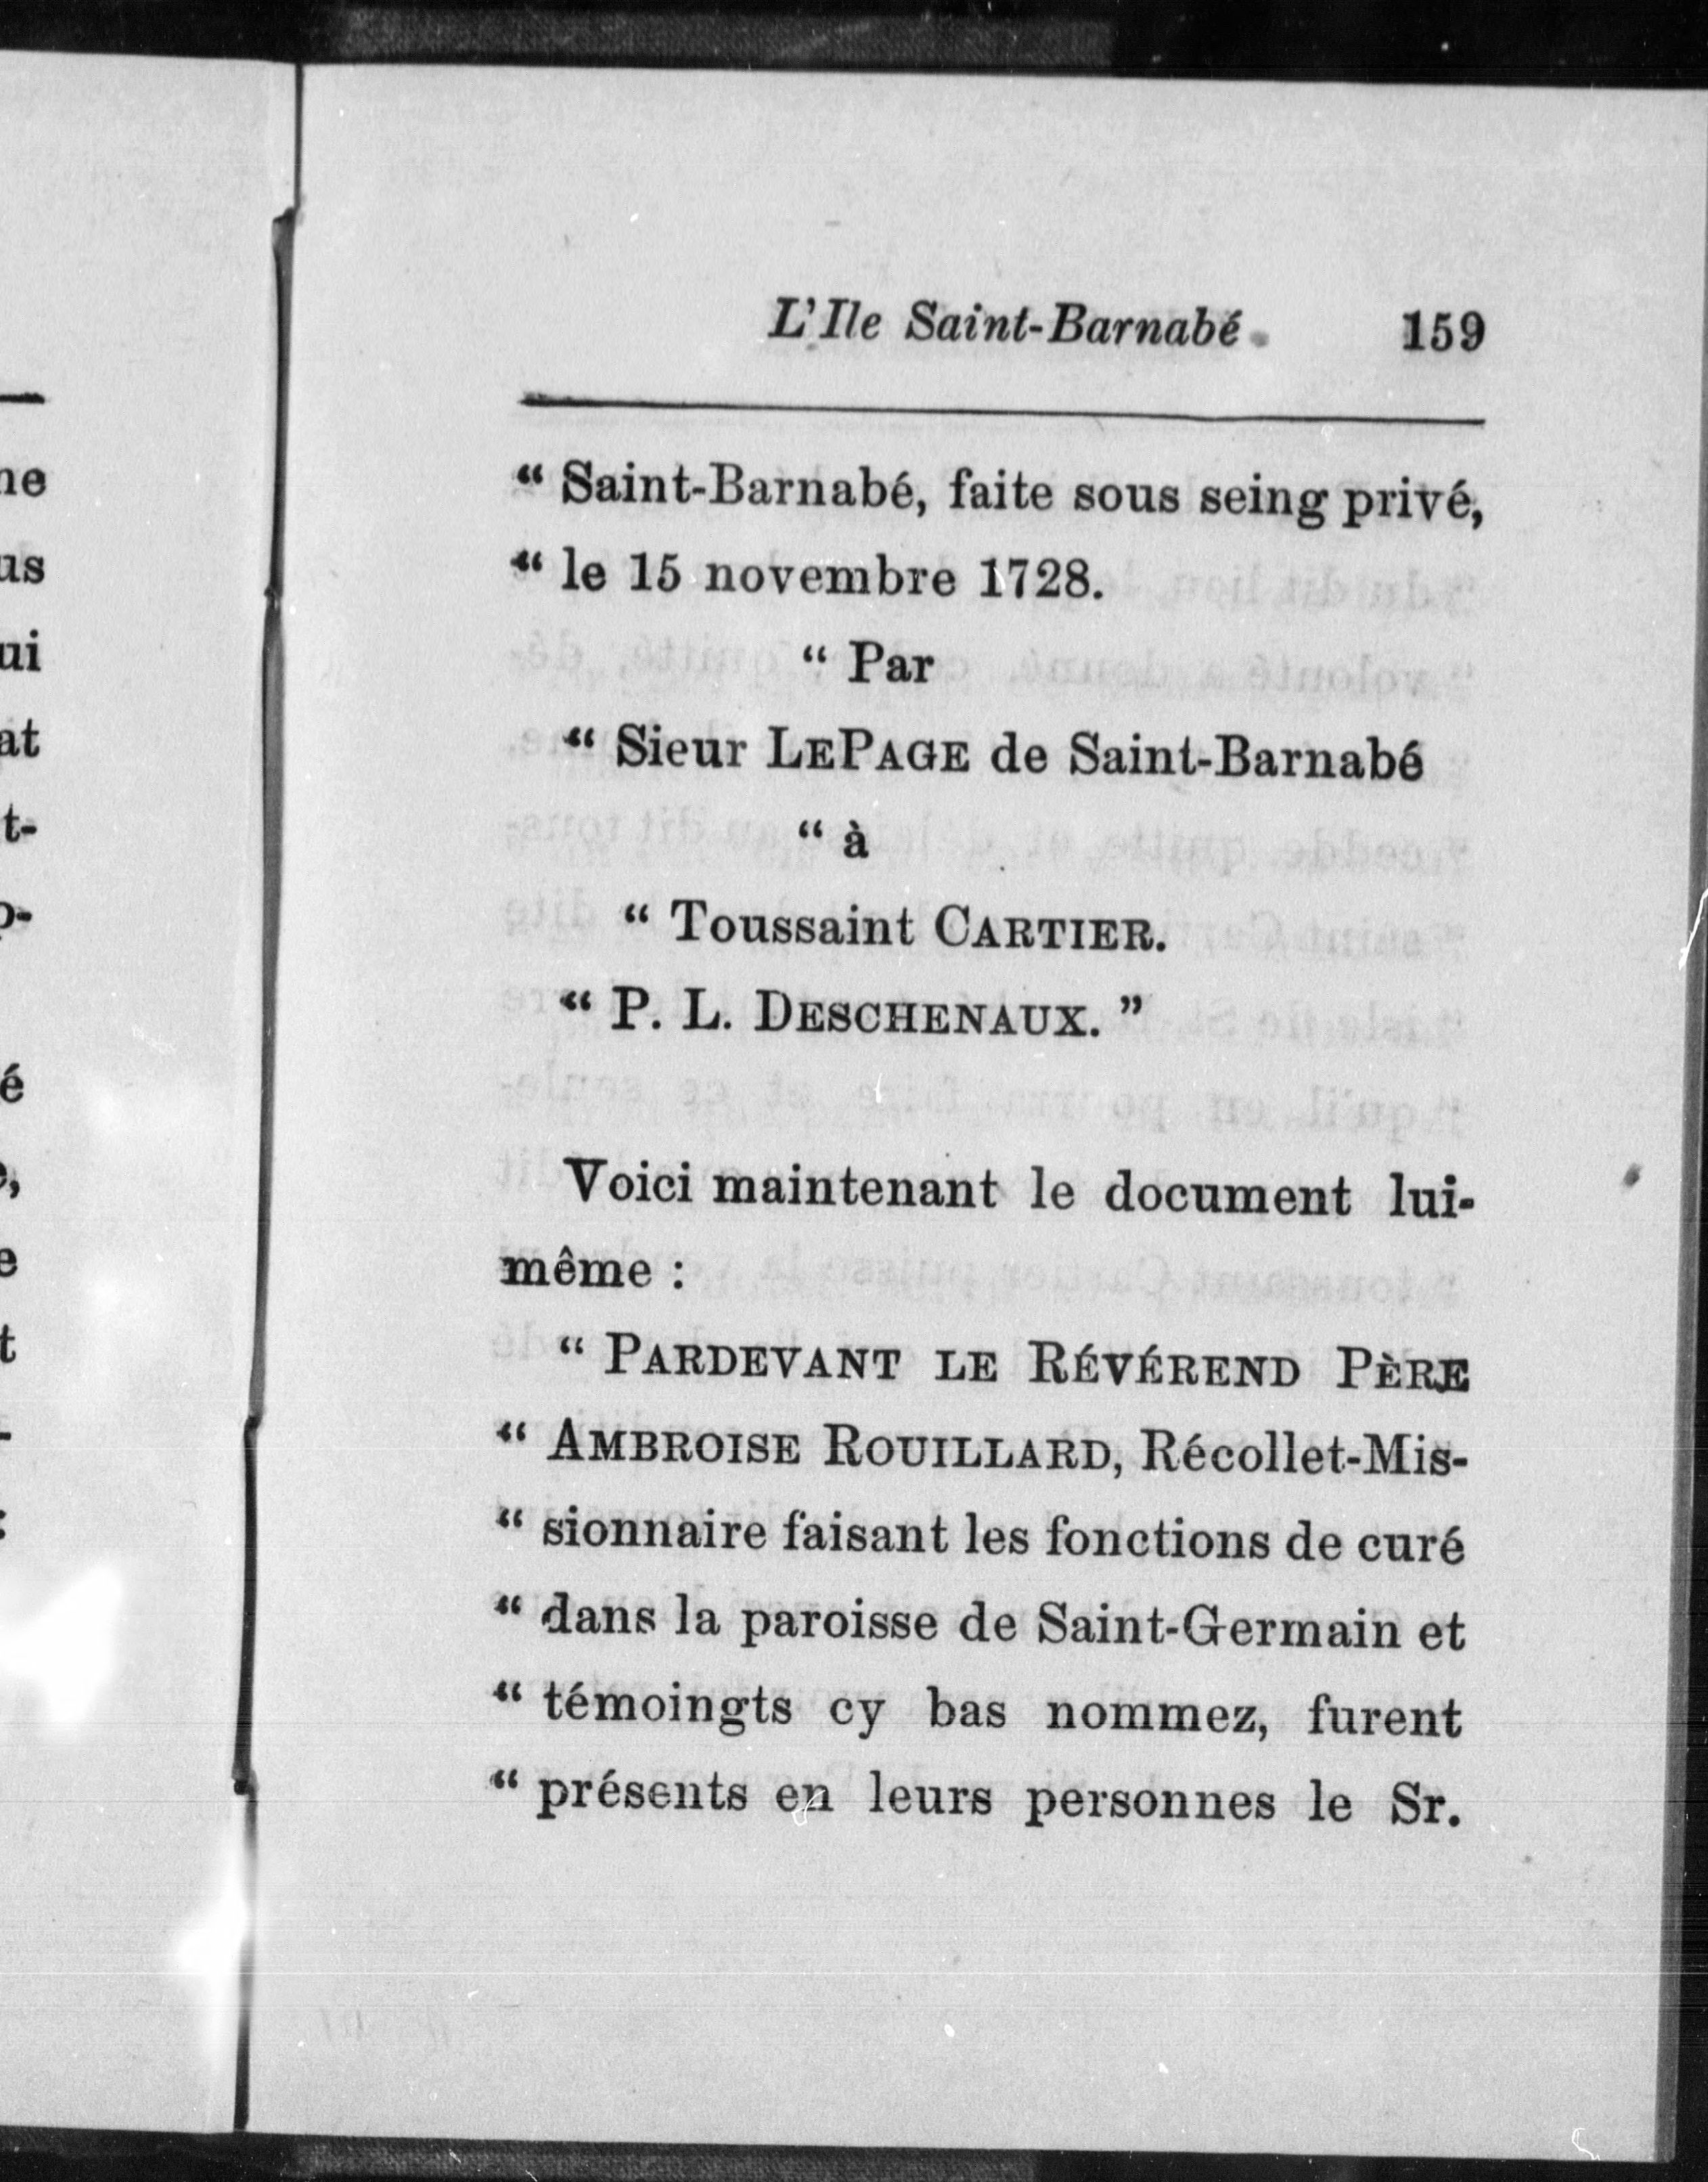 L'Ile Saint-Barnabé. 159
“ Saint-Barnabé, faite sous seing privé,
“ le 15 novembre 1728.
“ Par
“ Sieur LEPAGE de Saint-Barnabé
“ à
“ Toussaint CARTIER.
“ P. L. DESCHENAUX. ”
Voici maintenant le document lui-
même :
“ PARDEVANT LE RÉVÉREND PÈRE
“ AMBROISE ROUILLARD, Récollet-Mis-
“ sionnaire faisant les fonctions de curé
“ dans la paroisse de Saint-Germain et
“ témoingts cy bas nommez, furent
“ présents en leurs personnes le Sr.